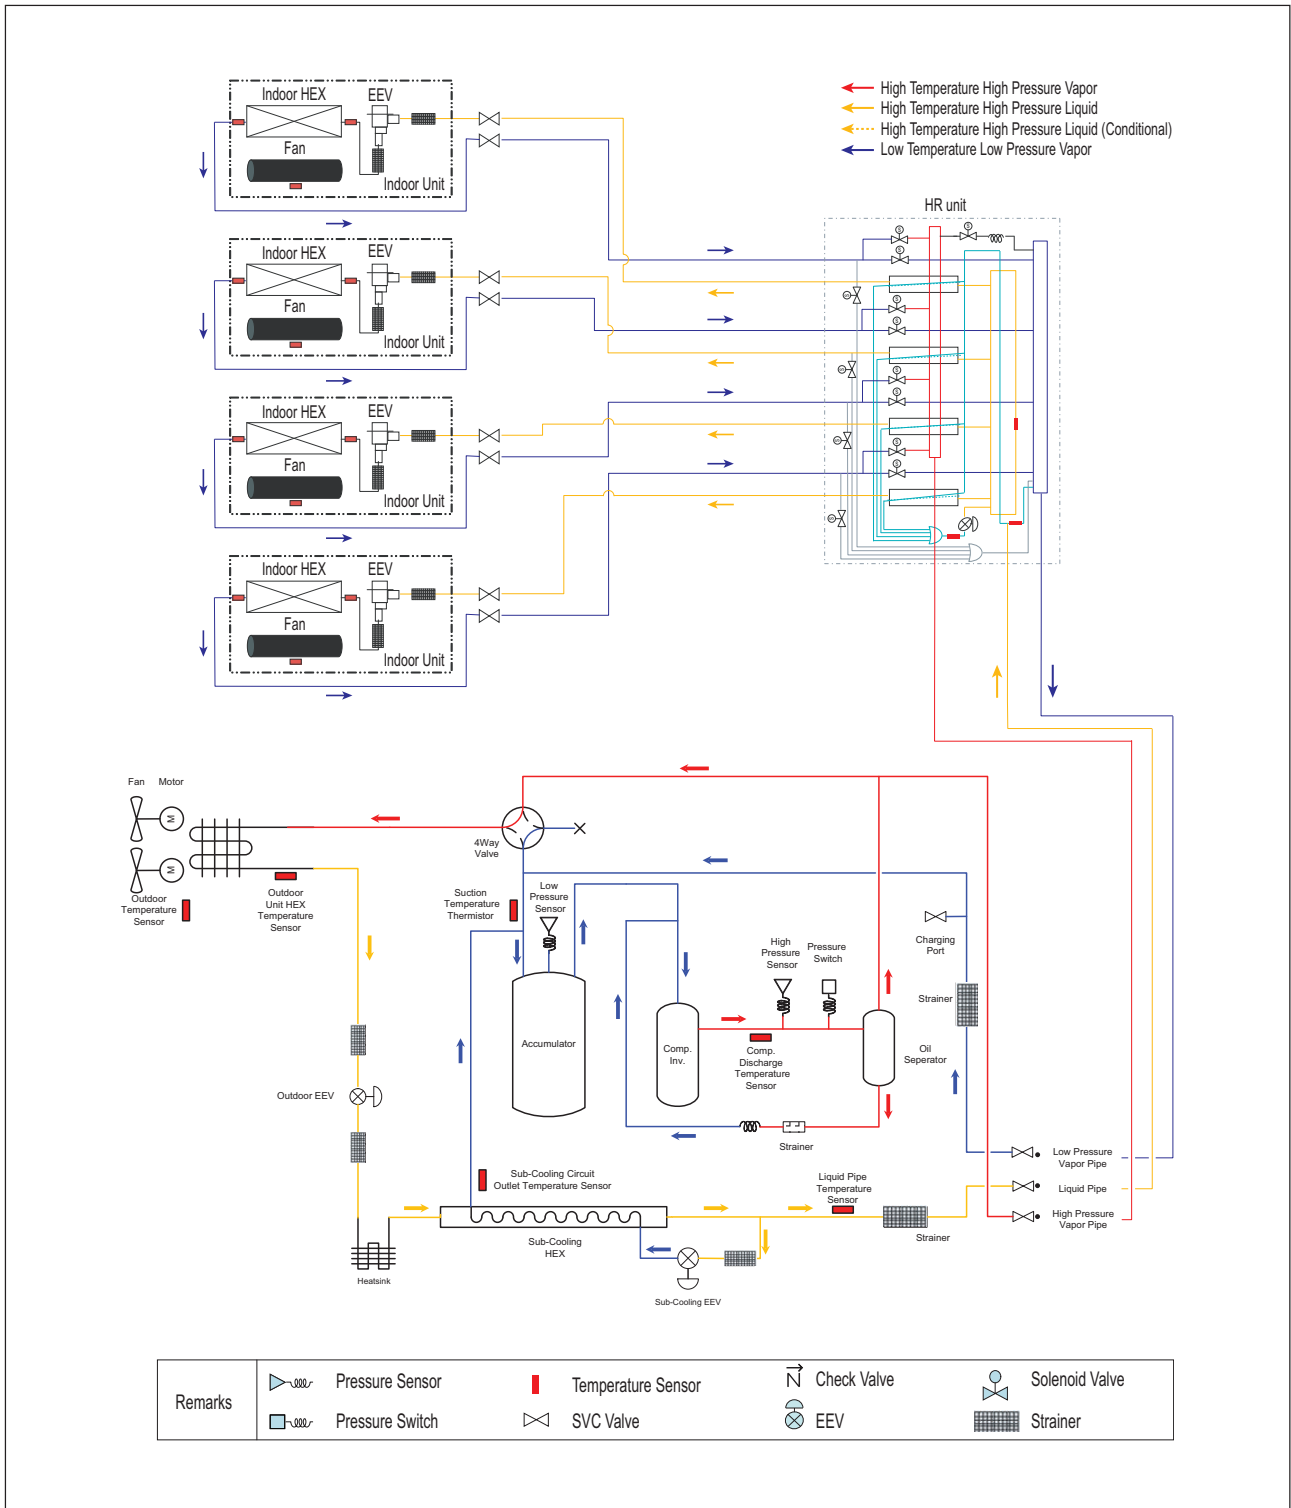 High Temperature High Pressure Vapor
High Temperature High Pressure Liquid
High Temperature High Pressure Liquid (Conditional)
Low Temperature Low Pressure Vapor
Indoor HEX
EEV
Fan
Indoor Unit
Indoor HEX
EEV
Fan
Indoor Unit
Indoor HEX
EEV
Fan
Indoor Unit
Indoor HEX
EEV
Fan
Indoor Unit
HR unit
S
S
S
S
S
S
S
S
S
S
S
S
S
Fan
Motor
M
M
Outdoor
Temperature
Sensor
Outdoor
Unit HEX
Temperature
Sensor
4Way
Valve
Suction
Temperature
Thermistor
Low
Pressure
Sensor
High
Pressure
Sensor
Pressure
Switch
Charging
Port
Strainer
Accumulator
Comp.
Inv.
Comp.
Discharge
Temperature
Sensor
Oil
Seperator
Outdoor EEV
Strainer
Sub-Cooling Circuit
Outlet Temperature Sensor
Liquid Pipe
Temperature
Sensor
Low Pressure
Vapor Pipe
Liquid Pipe
High Pressure
Vapor Pipe
Strainer
Sub-Cooling
HEX
Heatsink
Sub-Cooling EEV
Remarks
Pressure Sensor
Temperature Sensor
Check Valve
Solenoid Valve
Pressure Switch
SVC Valve
EEV
Strainer